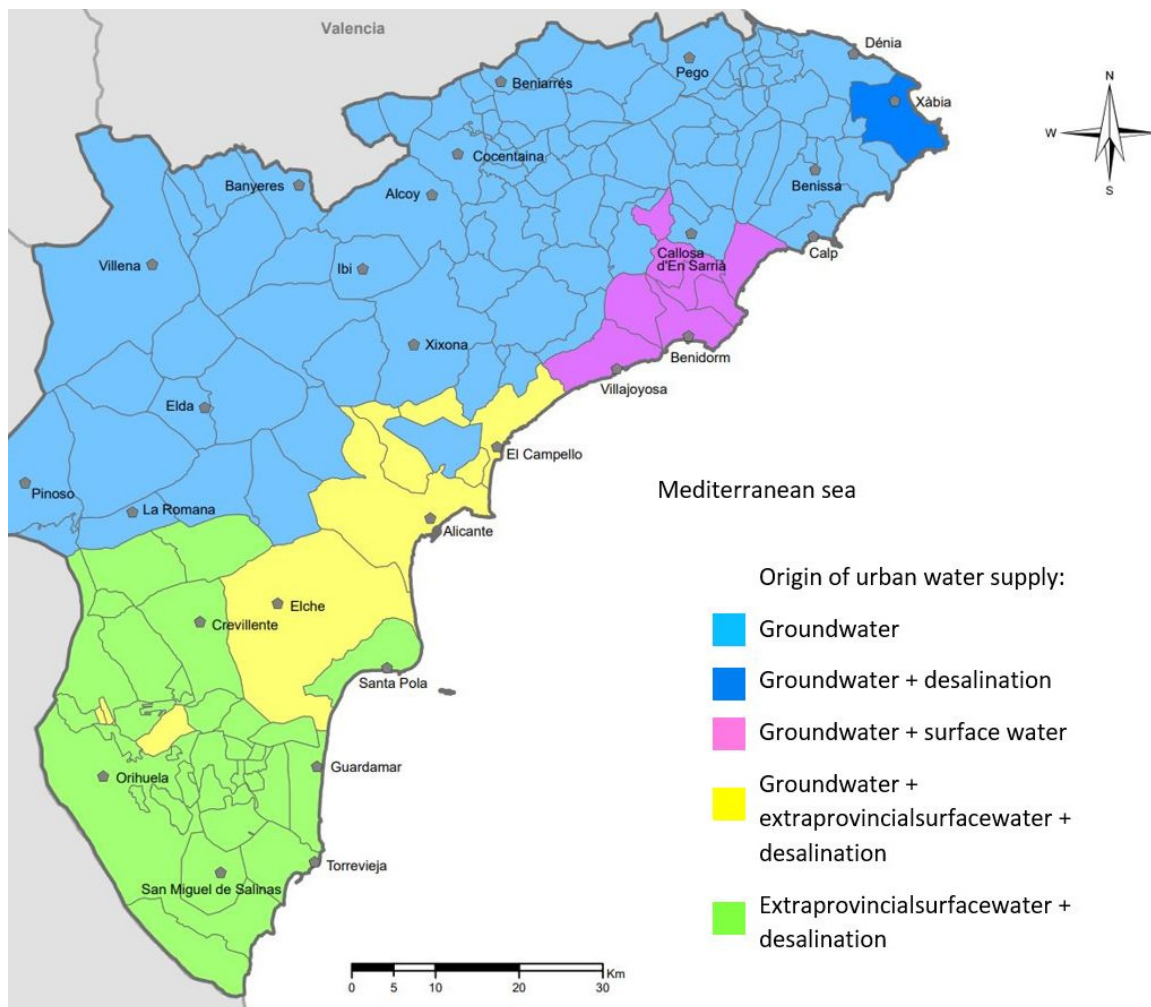 Valencia
Dénia
Pego
Beniarrés
Xàbia
N
W
E
S
Cocentaina
Banyeres
Alcoy
Benissa
Callosa
d'En Sarrià
Calp
Villena
Ibi
Xixona
Benidorm
Villajoyosa
Elda
El Campello
Pinoso
La Romana
Mediterranean sea
Alicante
Origin of urban water supply:
Elche
Crevillente
Groundwater
Santa Pola
Groundwater + desalination
Groundwater + surface water
Guardamar
Orihuela
Groundwater +
extraprovincialsurfacewater +
desalination
Torrevieja
San Miguel de Salinas
Extraprovincialsurfacewater +
desalination
Km
0 5 10 20 30